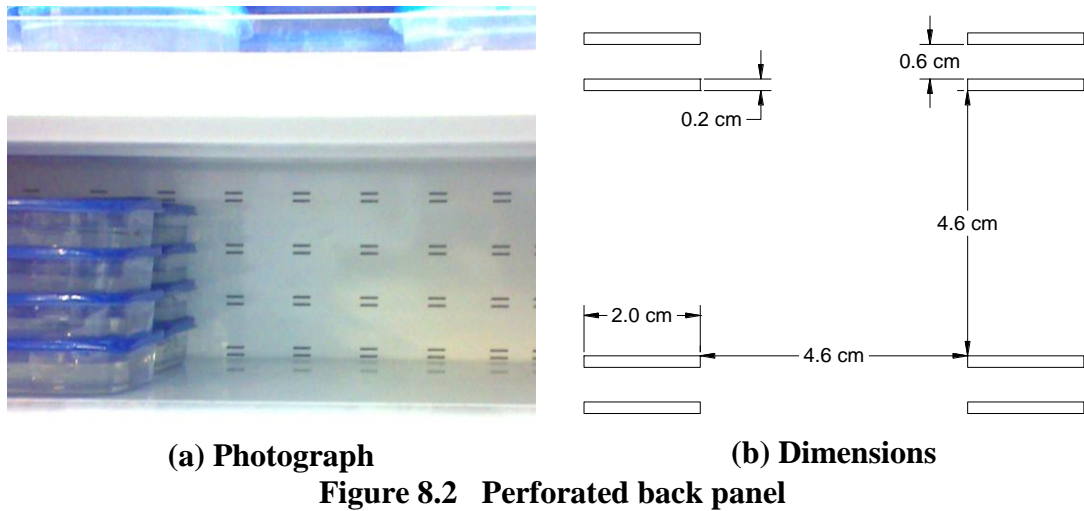 0.6 cm
0.2 cm
4.6 cm
2.0 cm
4.6 cm
(a) Photograph
(b) Dimensions
Figure 8.2 Perforated back panel